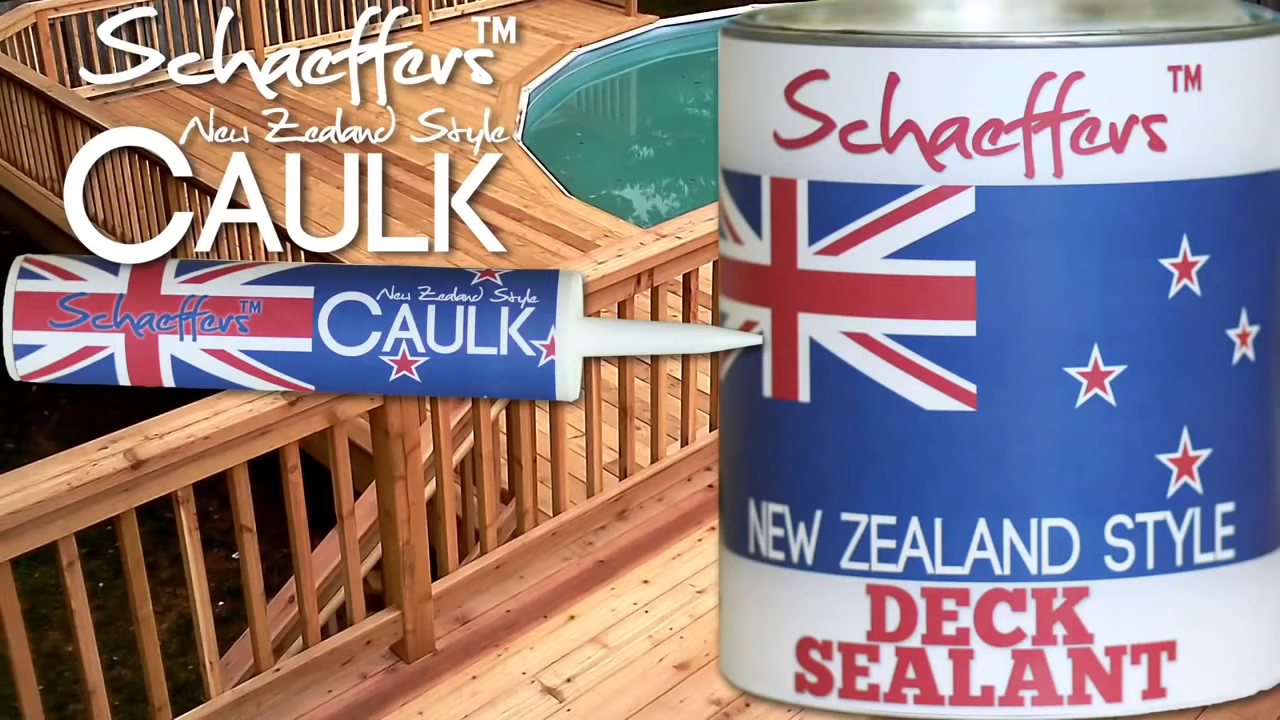 Schaeffers™
New Zealand Style
CAULK
Schaeffers™
New Zealand Style
CAULK
Schaeffers™
NEW ZEALAND STYLE
DECK
SEALANT